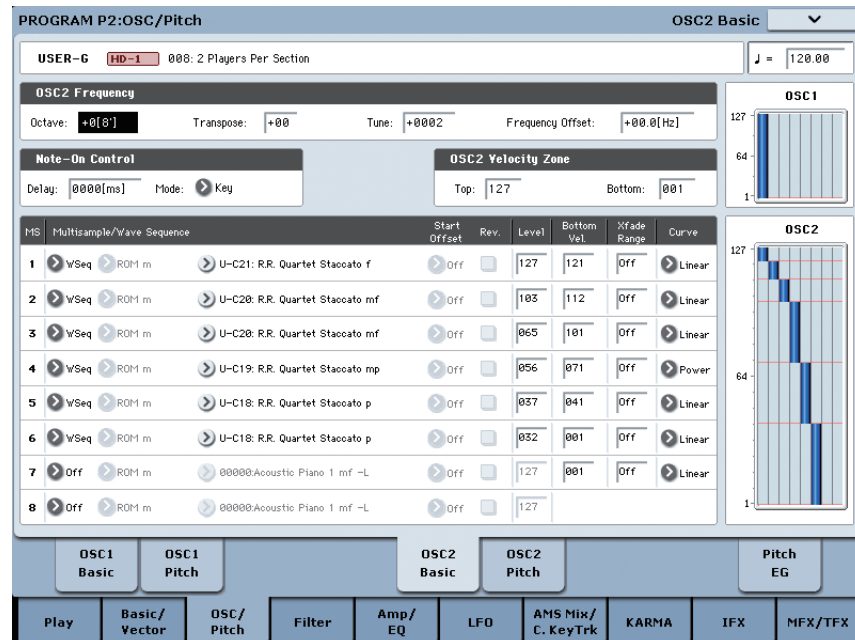 PROGRAM P2:OSC/Pitch OSC2 Basic
USER-G HD-1 008: 2 Players Per Section ♩ = 120.00
OSC2 Frequency
Octave: +0[8'] Transpose: +00 Tune: +0002 Frequency Offset: +00.0[Hz]
Note-On Control OSC2 Velocity Zone
Delay: 0000[ms] Mode: Key Top: 127 Bottom: 001
OSC1
127
64
1
MS Multisample/Wave Sequence Start Offset Rev. Level Bottom Vel. Xfade Range Curve
1 WSeq ROM m U-C21: R.R. Quartet Staccato f Off 127 121 Off Linear
2 WSeq ROM m U-C20: R.R. Quartet Staccato mf Off 103 112 Off Linear
3 WSeq ROM m U-C20: R.R. Quartet Staccato mf Off 065 101 Off Linear
4 WSeq ROM m U-C19: R.R. Quartet Staccato mp Off 056 071 Off Power
5 WSeq ROM m U-C18: R.R. Quartet Staccato p Off 037 041 Off Linear
6 WSeq ROM m U-C18: R.R. Quartet Staccato p Off 032 001 Off Linear
7 Off ROM m 00000:Acoustic Piano 1 mf -L Off 127 001 Off Linear
8 Off ROM m 00000:Acoustic Piano 1 mf -L Off 127
OSC2
127
64
1
OSC1 Basic OSC1 Pitch OSC2 Basic OSC2 Pitch Pitch EG
Play Basic/ Vector OSC/ Pitch Filter Amp/ EQ LFO AMS Mix/ C. KeyTrk KARMA IFX MFX/TFX